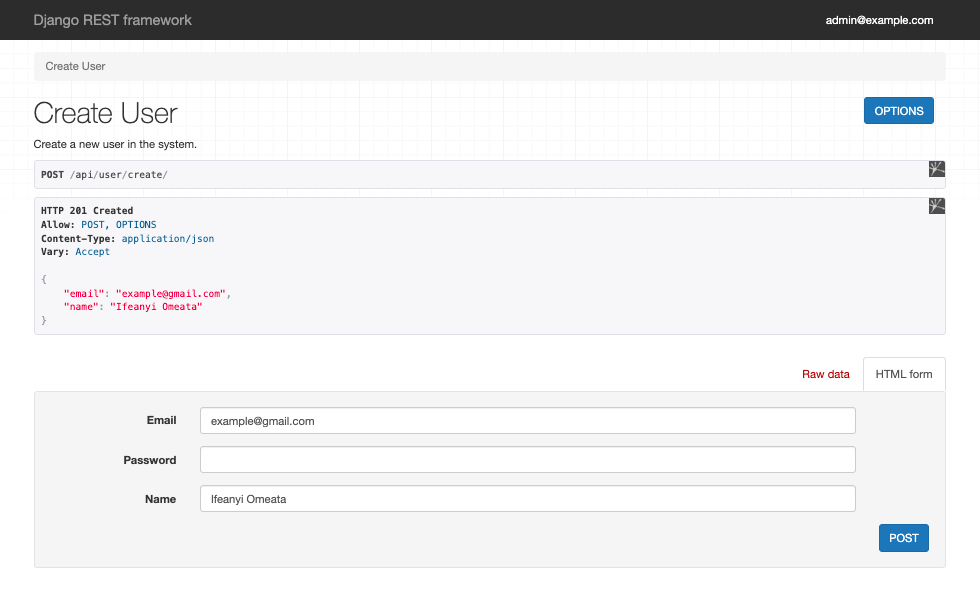 Django REST framework
admin@example.com
Create User
Create User
OPTIONS
Create a new user in the system.
POST /api/user/create/
HTTP 201 Created
Allow: POST, OPTIONS
Content-Type: application/json
Vary: Accept
{
    "email": "example@gmail.com",
    "name": "Ifeanyi Omeata"
}
Raw data
HTML form
Email
example@gmail.com
Password
Name
Ifeanyi Omeata
POST